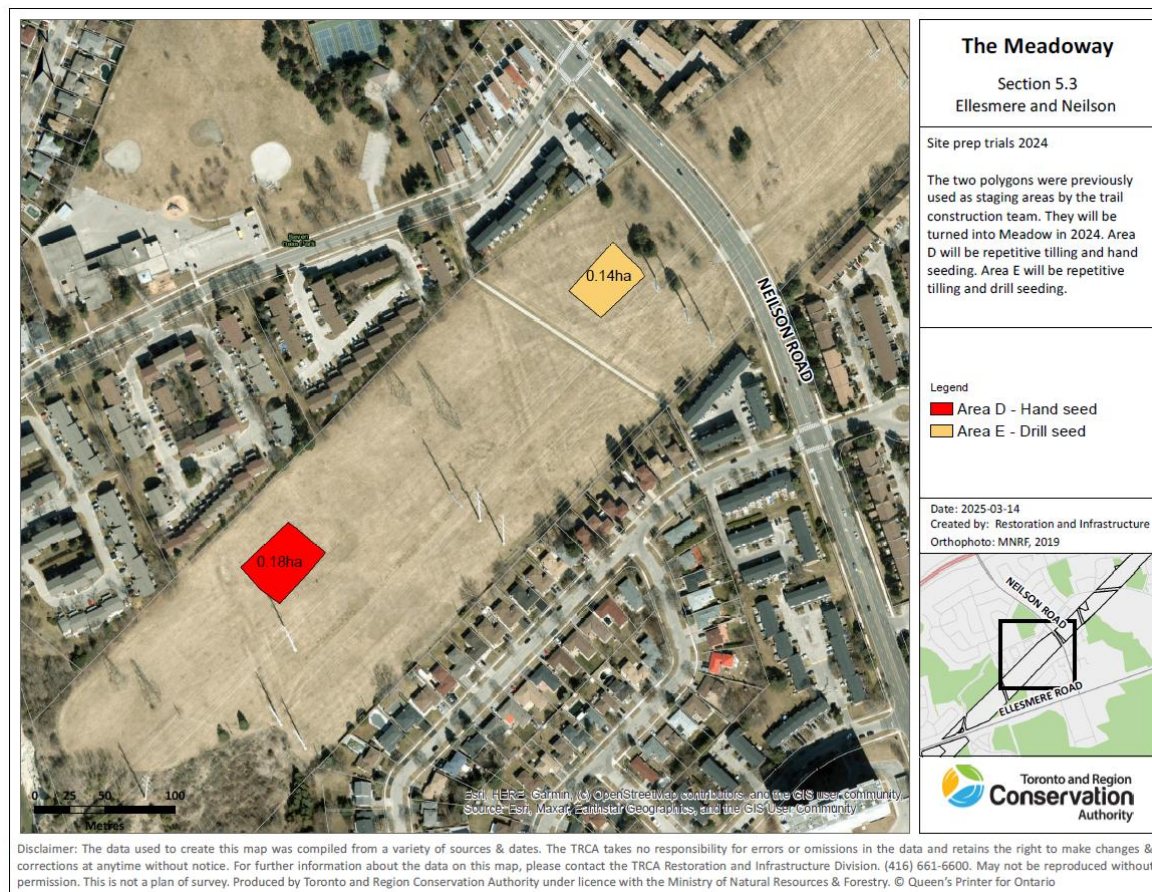 The Meadoway
Section 5.3
Ellesmere and Neilson
Site prep trials 2024
The two polygons were previously
used as staging areas by the trail
construction team. They will be
turned into Meadow in 2024. Area
D will be repetitive tilling and hand
seeding. Area E will be repetitive
tilling and drill seeding.
Legend
Area D - Hand seed
Area E - Drill seed
Date: 2025-03-14
Created by: Restoration and Infrastructure
Orthophoto: MNRF, 2019
NEILSON ROAD
ELLESMERE ROAD
Toronto and Region
Conservation
Authority
0.14ha
NEILSON ROAD
0.18ha
0 25 50 100
Metres
Esri, HERE, Garmin, (c) OpenStreetMap contributors, and the GIS user community
Source: Esri, Maxar, Earthstar Geographics, and the GIS User Community
Disclaimer: The data used to create this map was compiled from a variety of sources & dates. The TRCA takes no responsibility for errors or omissions in the data and retains the right to make changes &
corrections at anytime without notice. For further information about the data on this map, please contact the TRCA Restoration and Infrastructure Division. (416) 661-6600. May not be reproduced without
permission. This is not a plan of survey. Produced by Toronto and Region Conservation Authority under licence with the Ministry of Natural Resources & Forestry. © Queen's Printer for Ontario